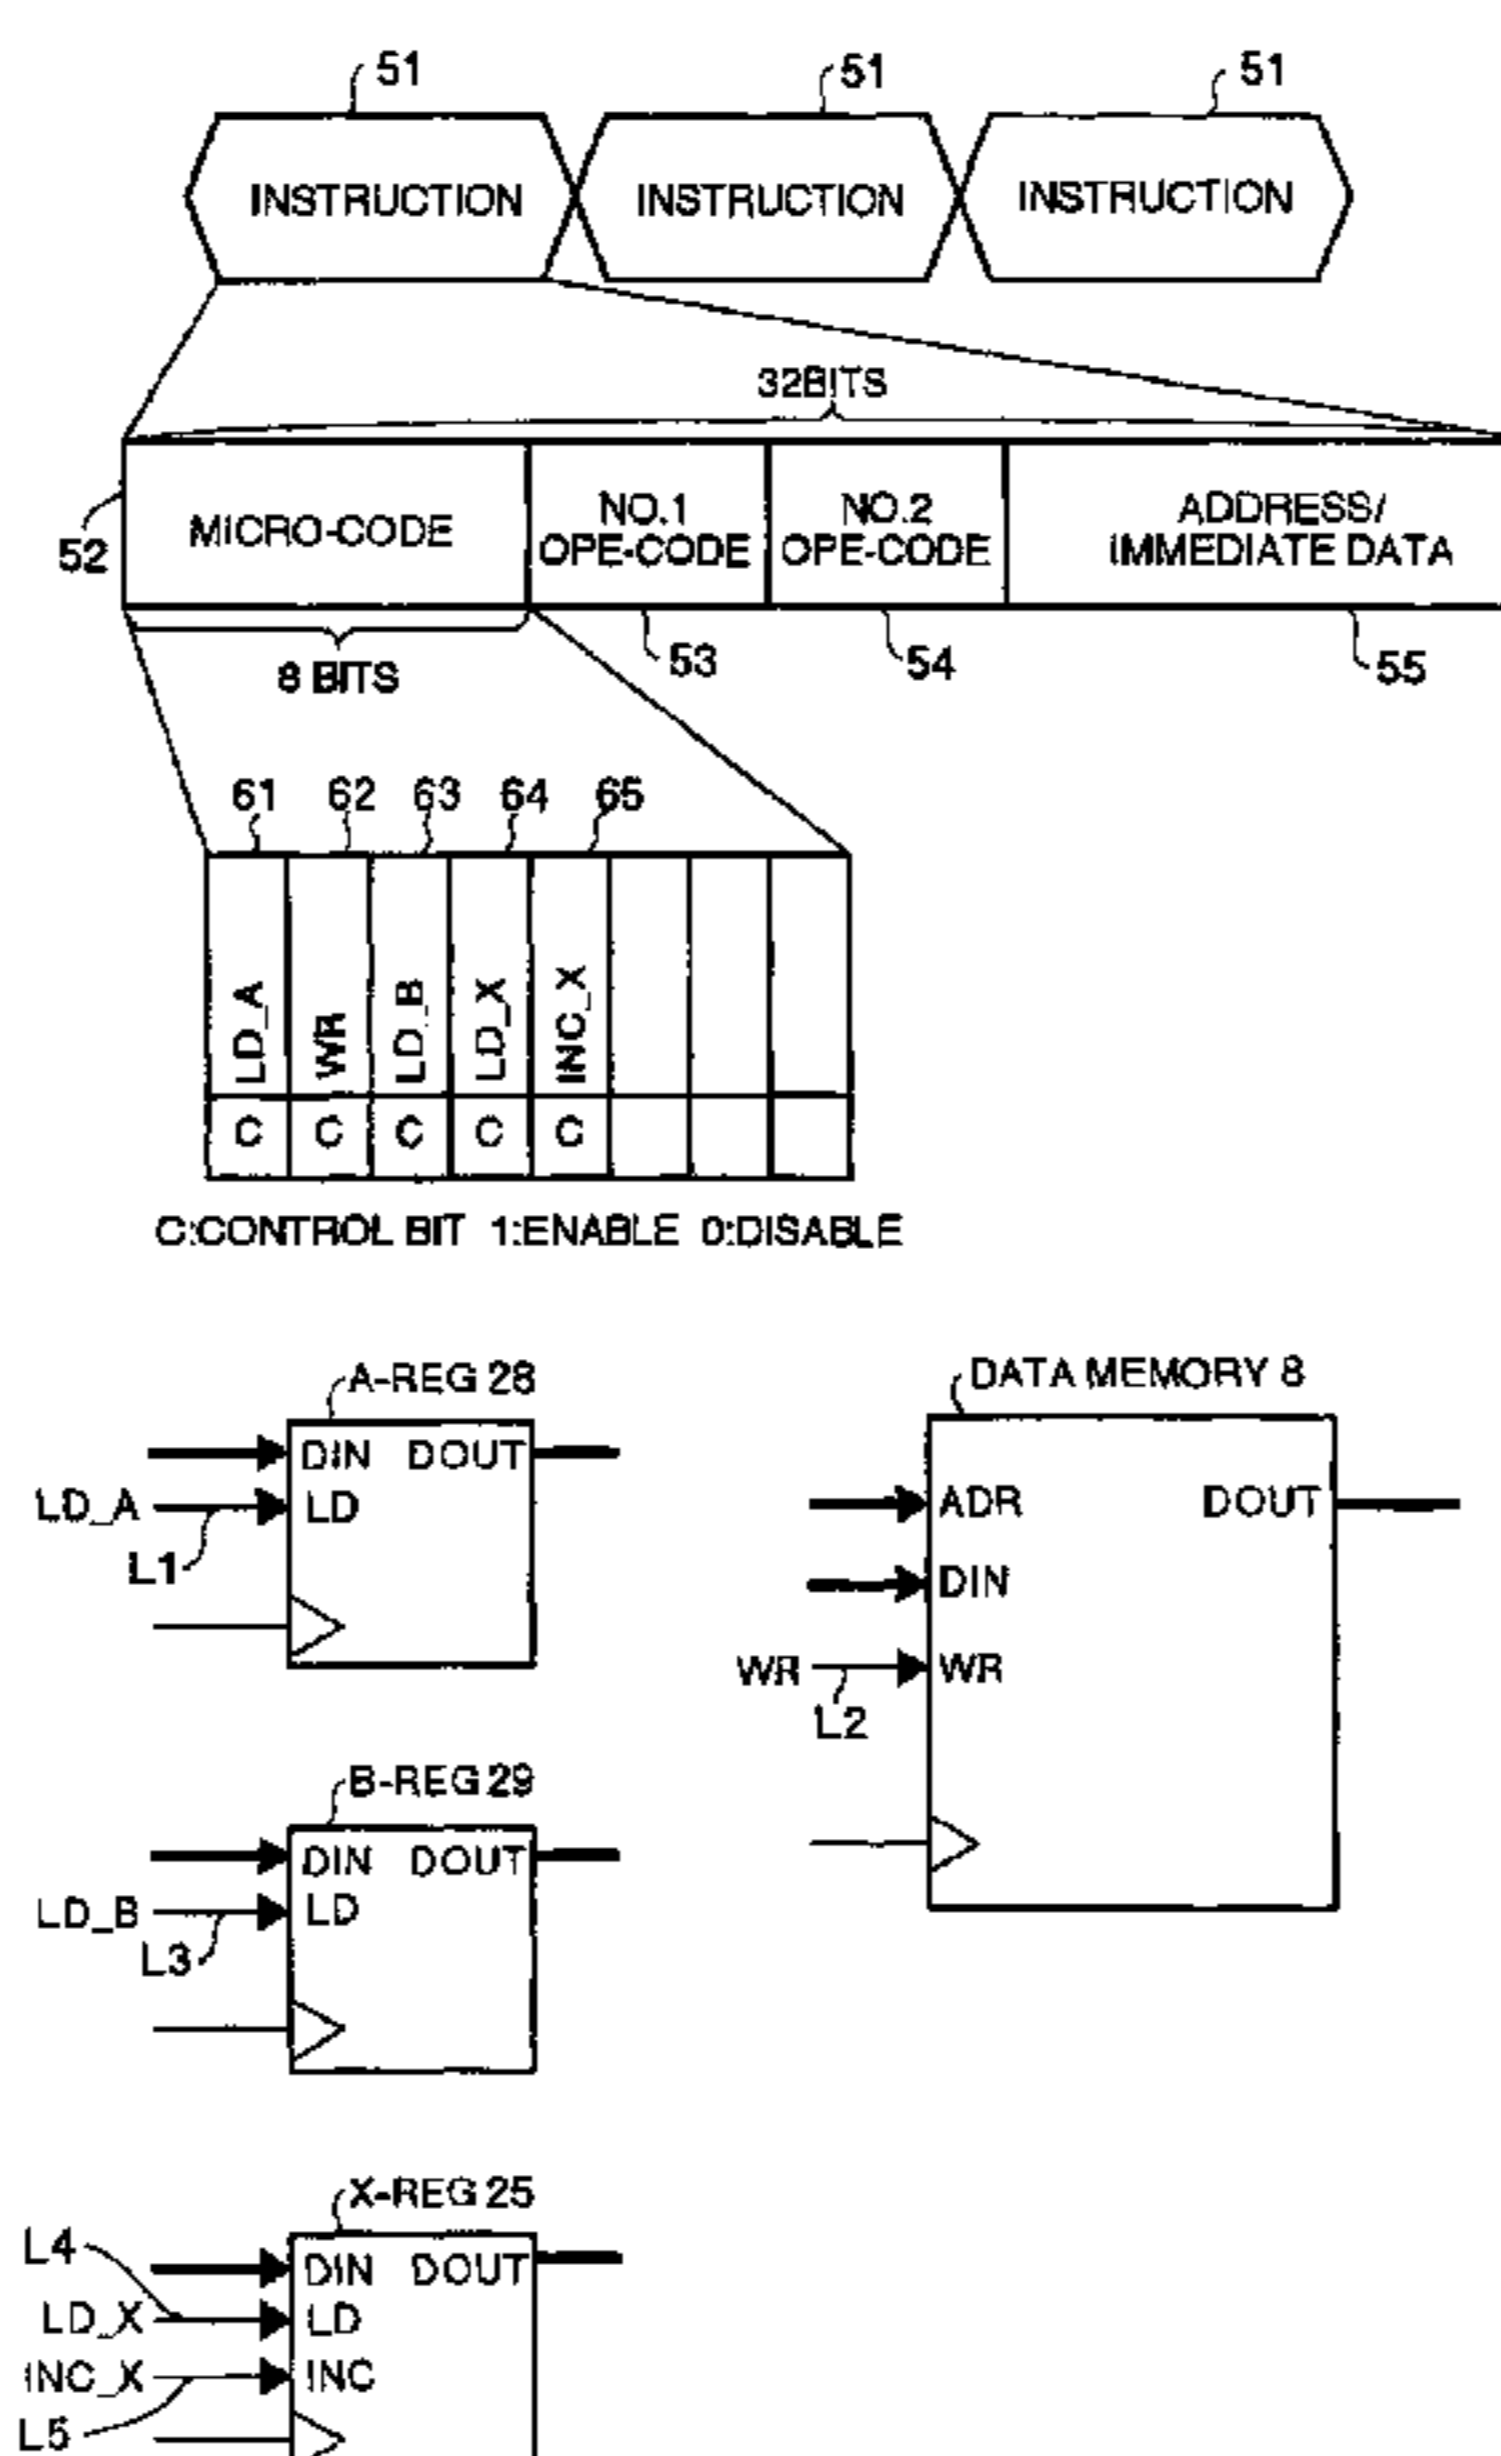 51 51 51
INSTRUCTION INSTRUCTION INSTRUCTION
32BITS
52
MICRO-CODE
NO.1
OPE-CODE
NO.2
OPE-CODE
ADDRESS/
IMMEDIATE DATA
8 BITS
53 54 55
61 62 63 64 65
LD_A WR LD_B LD_X INC_X
C C C C C
C:CONTROL BIT 1:ENABLE 0:DISABLE
A-REG 28
DIN DOUT
LD_A LD
L1
DATA MEMORY 8
ADR DOUT
DIN
WR WR
L2
B-REG 29
DIN DOUT
LD_B LD
L3
X-REG 25
L4
DIN DOUT
LD_X LD
INC_X INC
L5